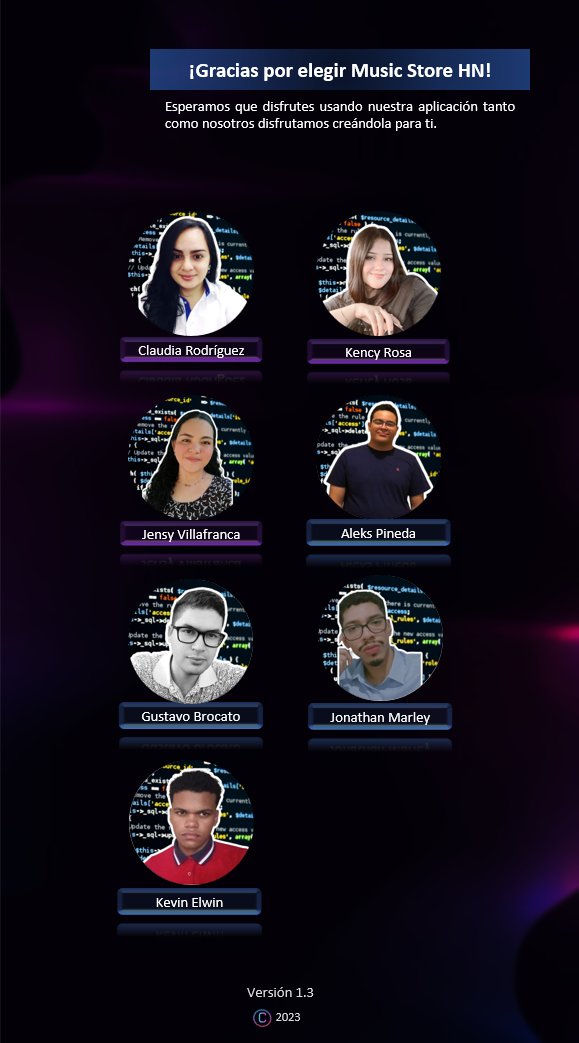 ¡Gracias por elegir Music Store HN!
Esperamos que disfrutes usando nuestra aplicación tanto
como nosotros disfrutamos creándola para ti.
Claudia Rodríguez
Kency Rosa
Jensy Villafranca
Aleks Pineda
Gustavo Brocato
Jonathan Marley
Kevin Elwin
Versión 1.3
© 2023